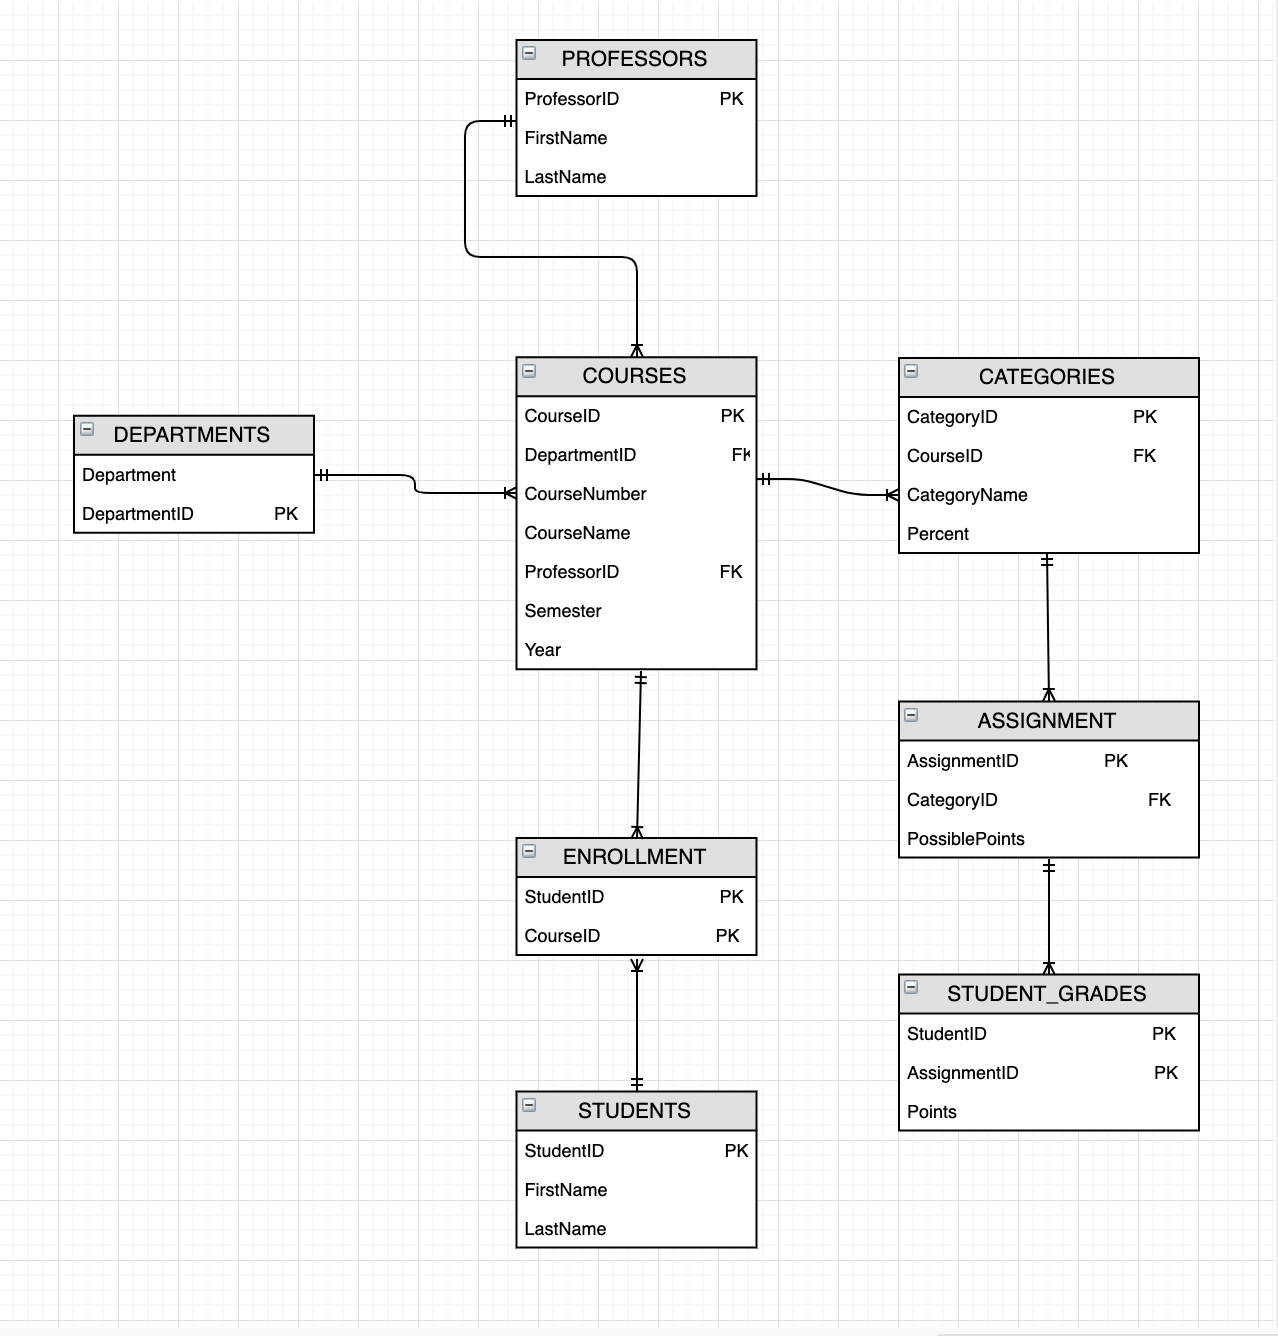 PROFESSORS
ProfessorID PK
FirstName
LastName
COURSES
CourseID PK
DepartmentID FK
CourseNumber
CourseName
ProfessorID FK
Semester
Year
CATEGORIES
CategoryID PK
CourseID FK
CategoryName
Percent
DEPARTMENTS
Department
DepartmentID PK
ASSIGNMENT
AssignmentID PK
CategoryID FK
PossiblePoints
ENROLLMENT
StudentID PK
CourseID PK
STUDENT_GRADES
StudentID PK
AssignmentID PK
Points
STUDENTS
StudentID PK
FirstName
LastName